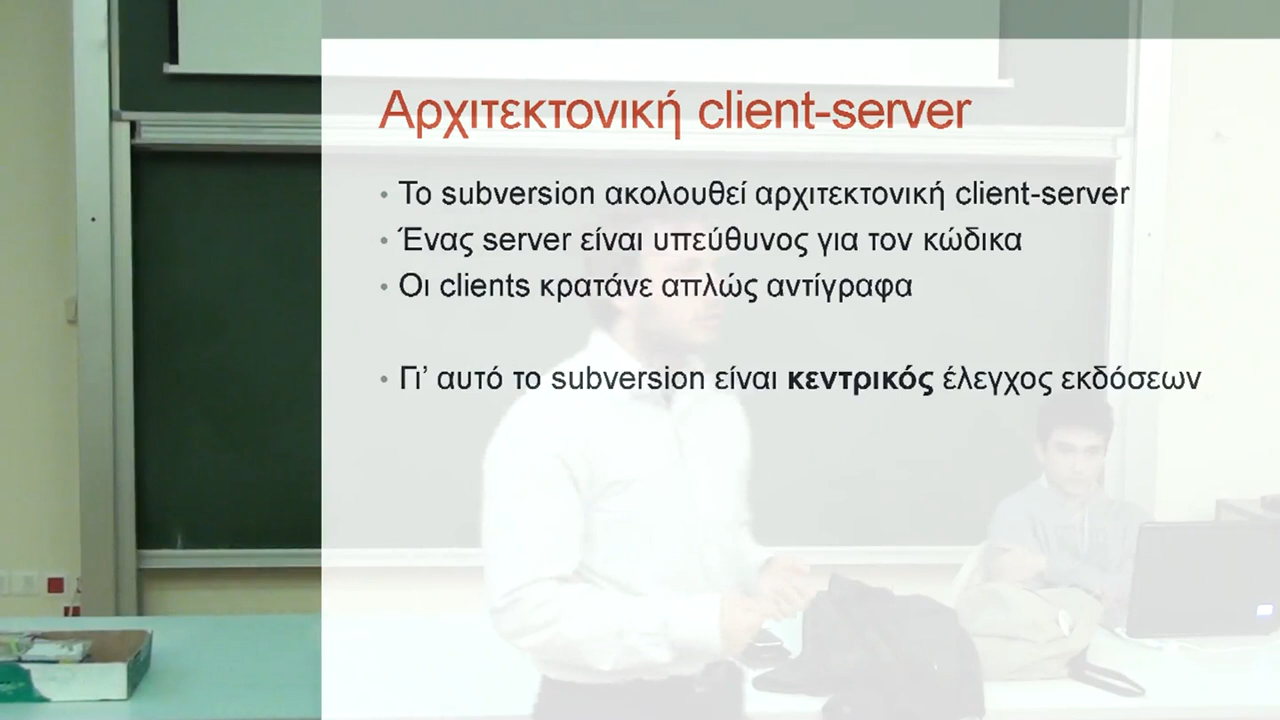 Αρχιτεκτονική client-server
• Το subversion ακολουθεί αρχιτεκτονική client-server
• Ένας server είναι υπεύθυνος για τον κώδικα
• Οι clients κρατάνε απλώς αντίγραφα
• Γι’ αυτό το subversion είναι κεντρικός έλεγχος εκδόσεων